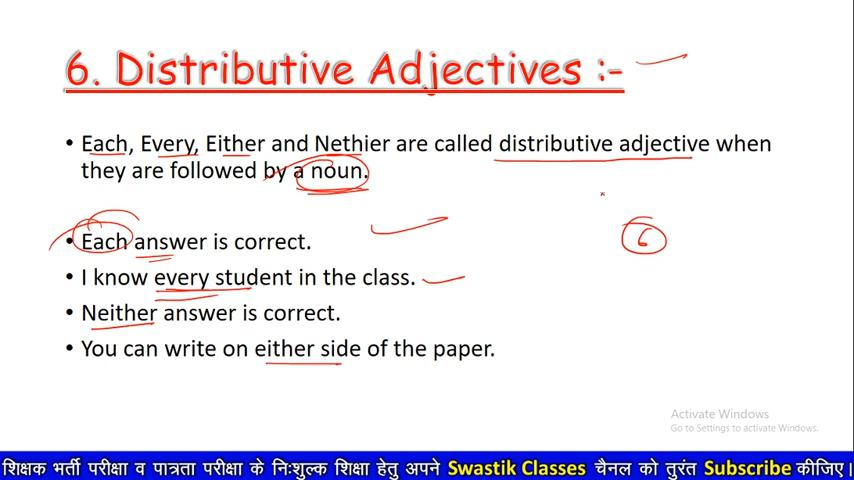 6. Distributive Adjectives :-
• Each, Every, Either and Nethier are called distributive adjective when
they are followed by a noun.
• Each answer is correct.
6
• I know every student in the class.
• Neither answer is correct.
• You can write on either side of the paper.
Activate Windows
Go to Settings to activate Windows.
शिक्षक भर्ती परीक्षा व पात्रता परीक्षा के निःशुल्क शिक्षा हेतु अपने Swastik Classes चैनल को तुरंत Subscribe कीजिए।